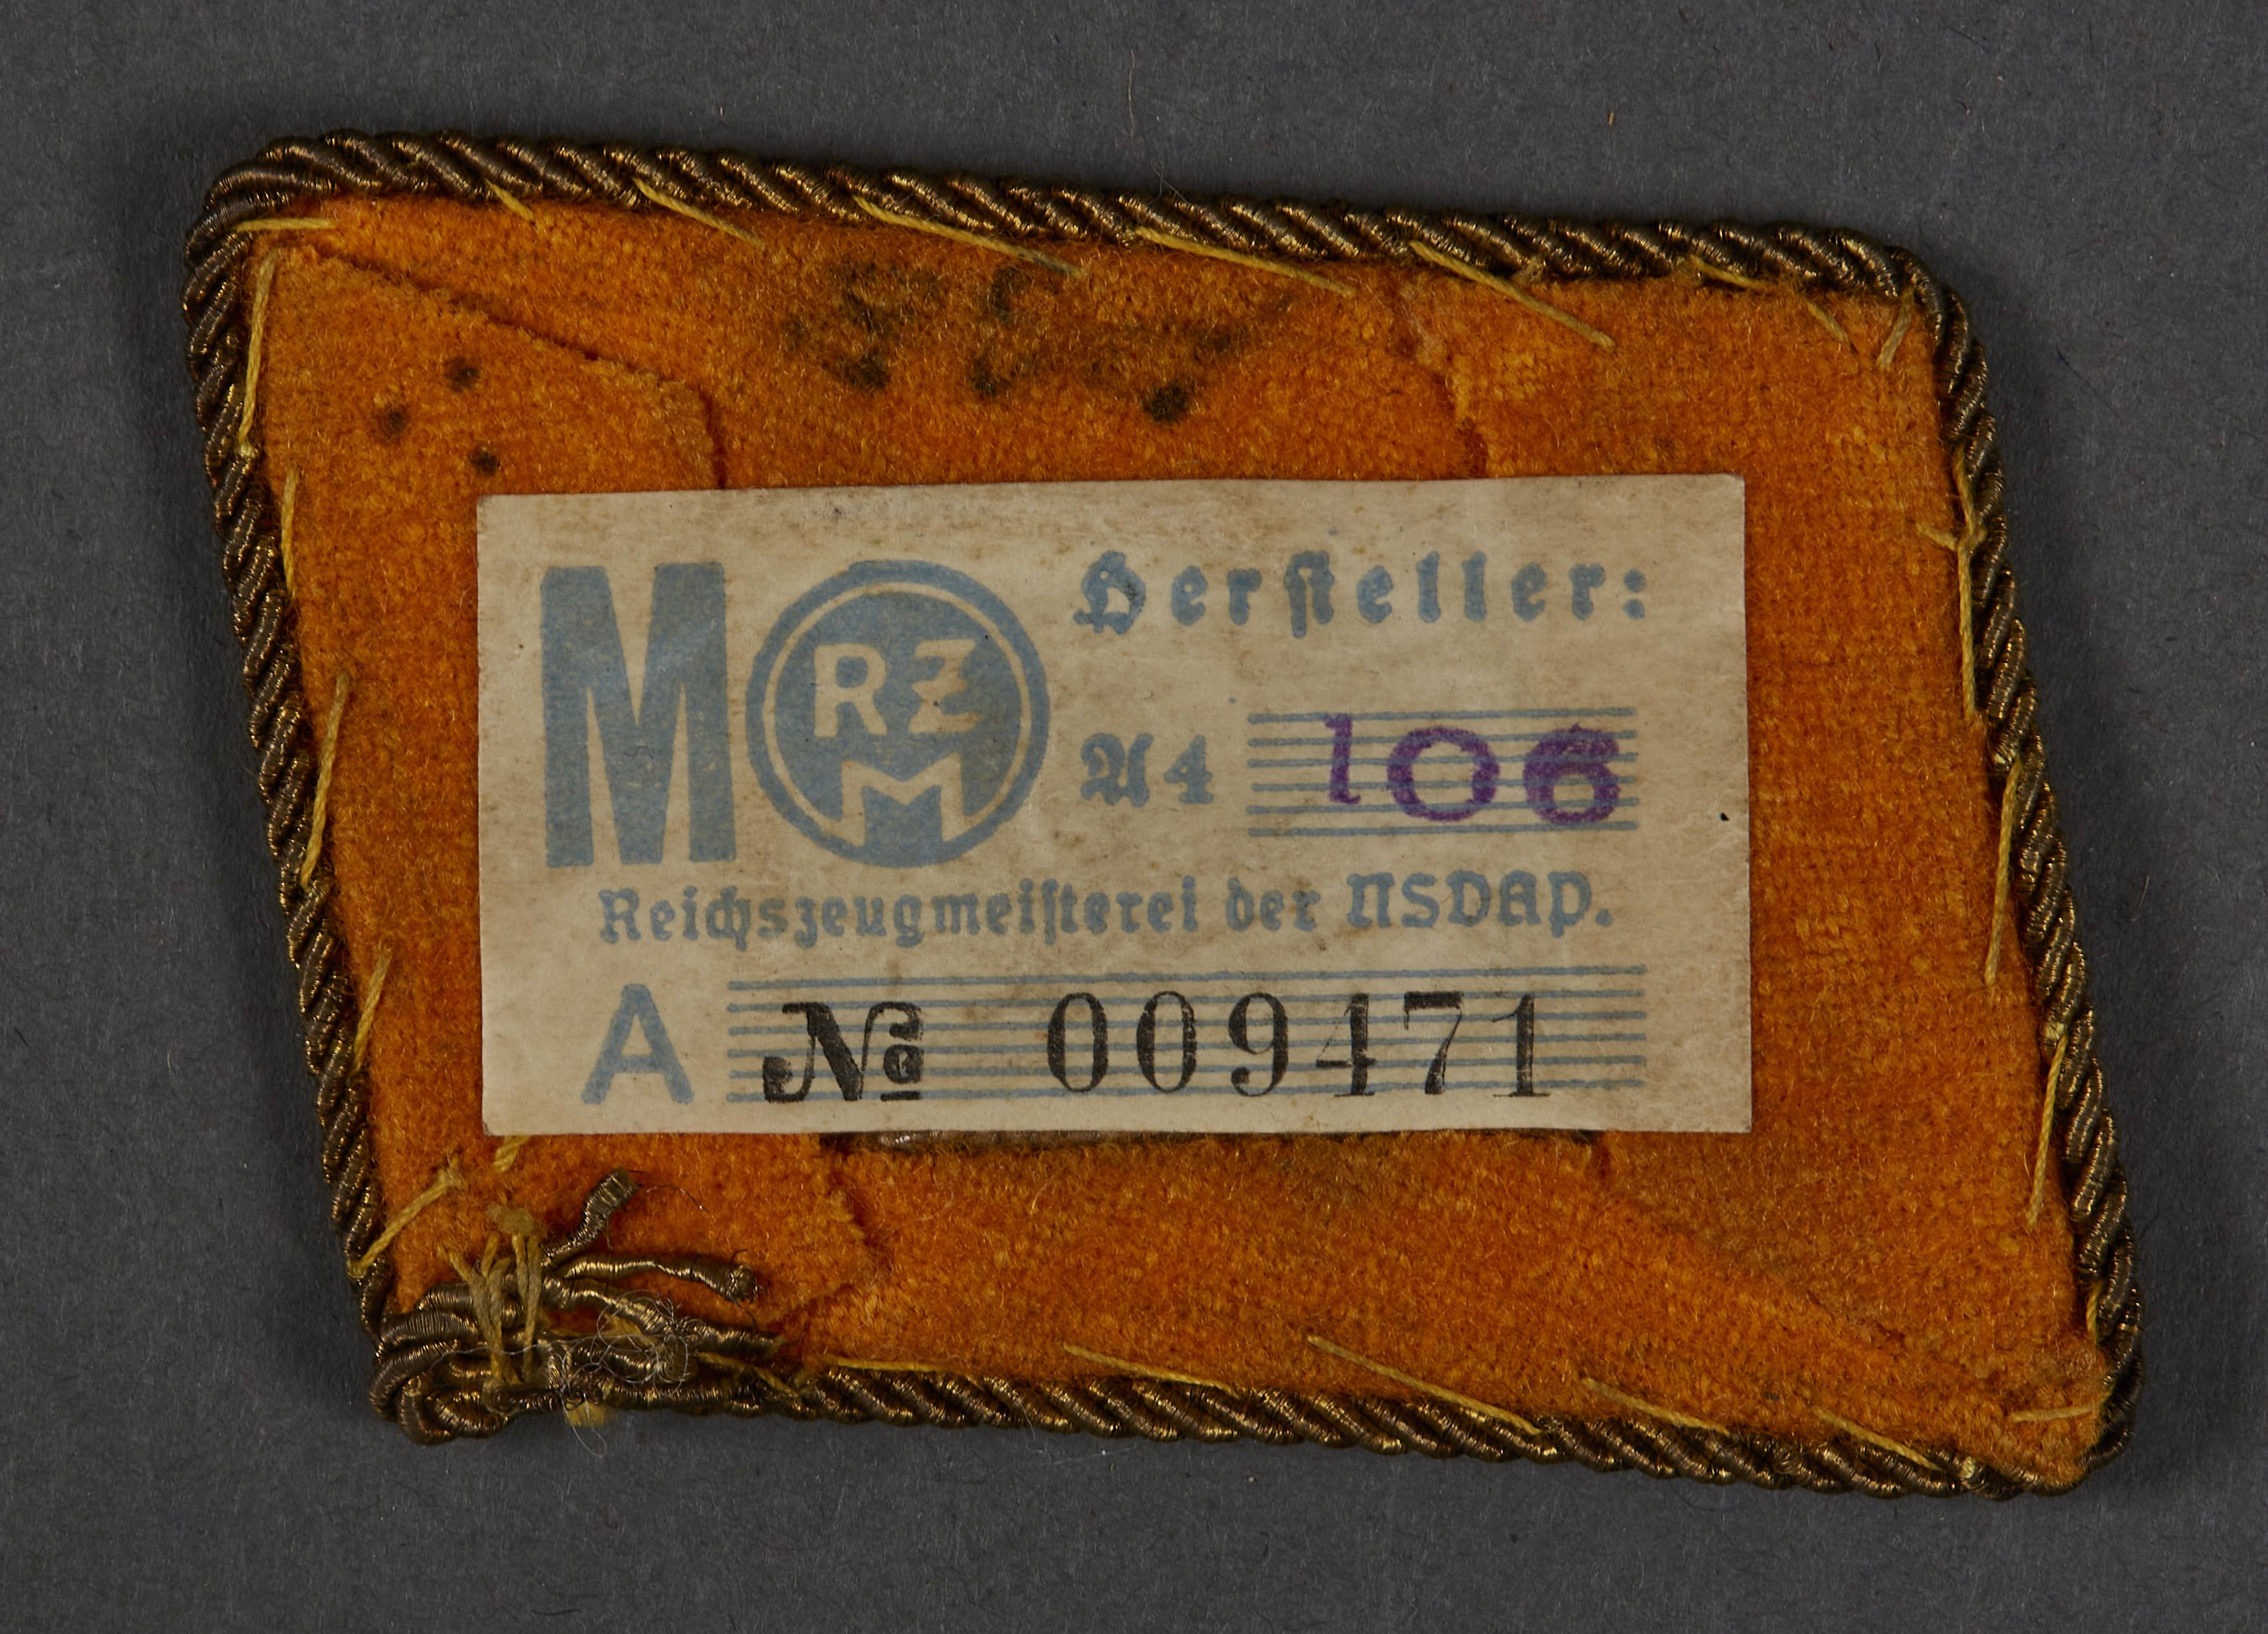 M RZM Hersteller:
A4 106
Reichszeugmeisterei der NSDAP.
A No 009471